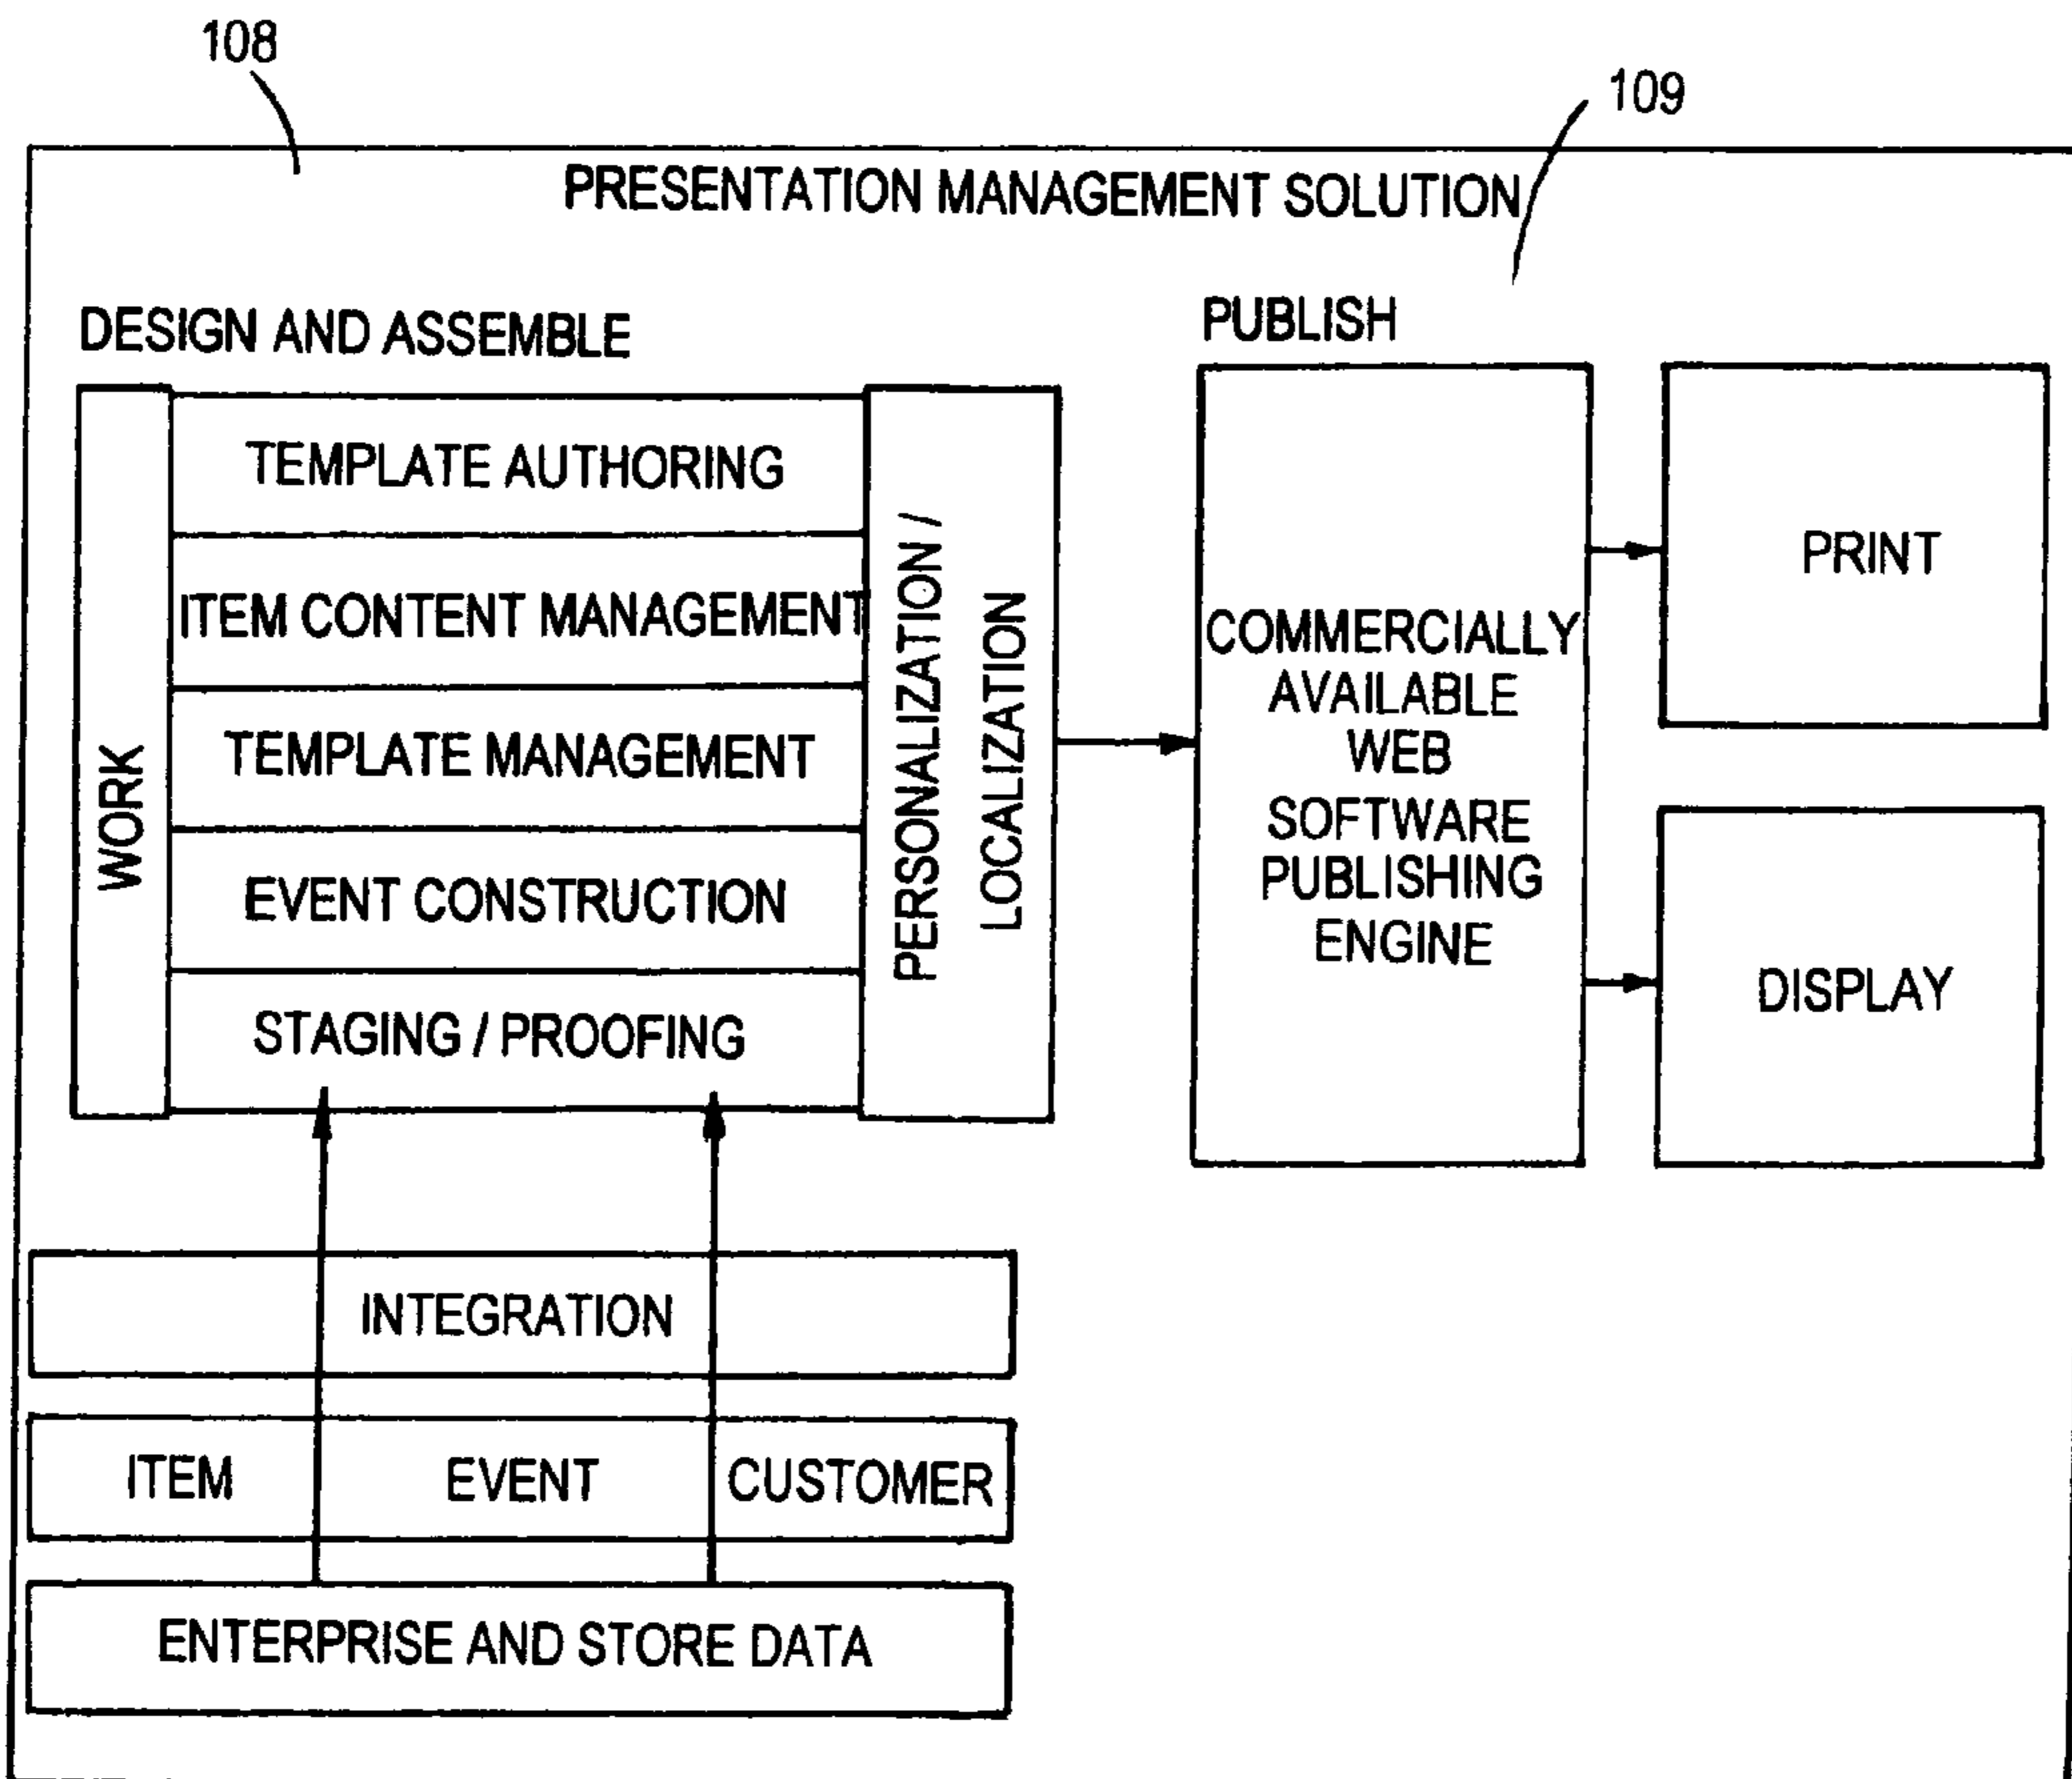 108
109
PRESENTATION MANAGEMENT SOLUTION
DESIGN AND ASSEMBLE
WORK
TEMPLATE AUTHORING
ITEM CONTENT MANAGEMENT
TEMPLATE MANAGEMENT
EVENT CONSTRUCTION
STAGING / PROOFING
PERSONALIZATION /
LOCALIZATION
PUBLISH
COMMERCIALLY
AVAILABLE
WEB
SOFTWARE
PUBLISHING
ENGINE
PRINT
DISPLAY
INTEGRATION
ITEM
EVENT
CUSTOMER
ENTERPRISE AND STORE DATA